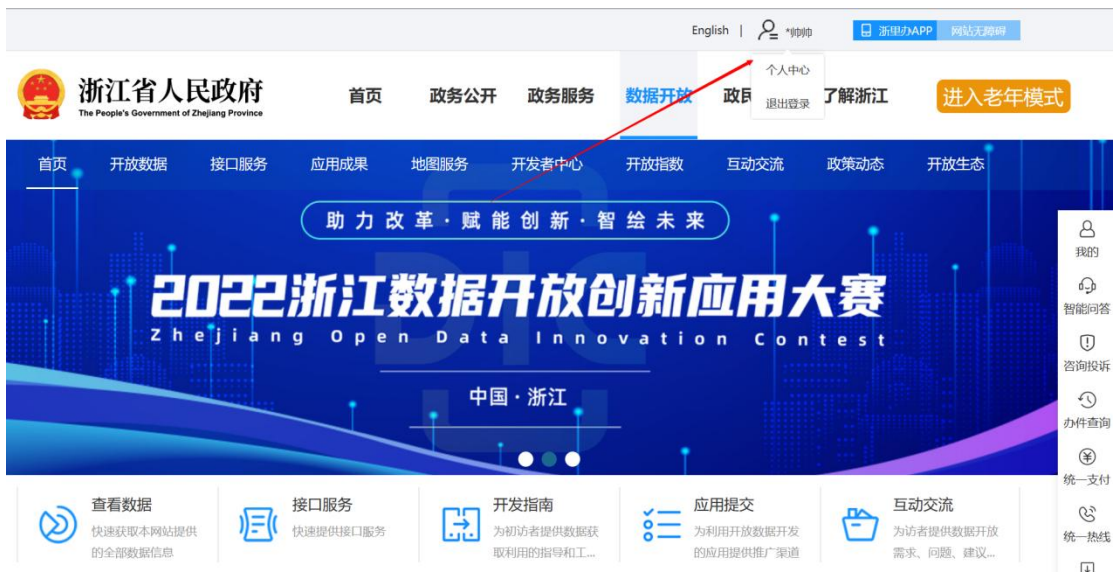 English | *帅帅 浙里办APP 网站无障碍
个人中心
退出登录
浙江省人民政府
The People's Government of Zhejiang Province
首页 政务公开 政务服务 数据开放 政民 了解浙江 进入老年模式
首页 开放数据 接口服务 应用成果 地图服务 开发者中心 开放指数 互动交流 政策动态 开放生态
助力改革·赋能创新·智绘未来
2022浙江数据开放创新应用大赛
Zhejiang Open Data Innovation Contest
中国·浙江
我的
智能问答
咨询投诉
办件查询
统一支付
统一热线
查看数据
快速获取本网站提供
的全部数据信息
接口服务
快速提供接口服务
开发指南
为初访者提供数据获
取利用的指导和工...
应用提交
为利用开放数据开发
的应用提供推广渠道
互动交流
为访者提供数据开放
需求、问题、建议...